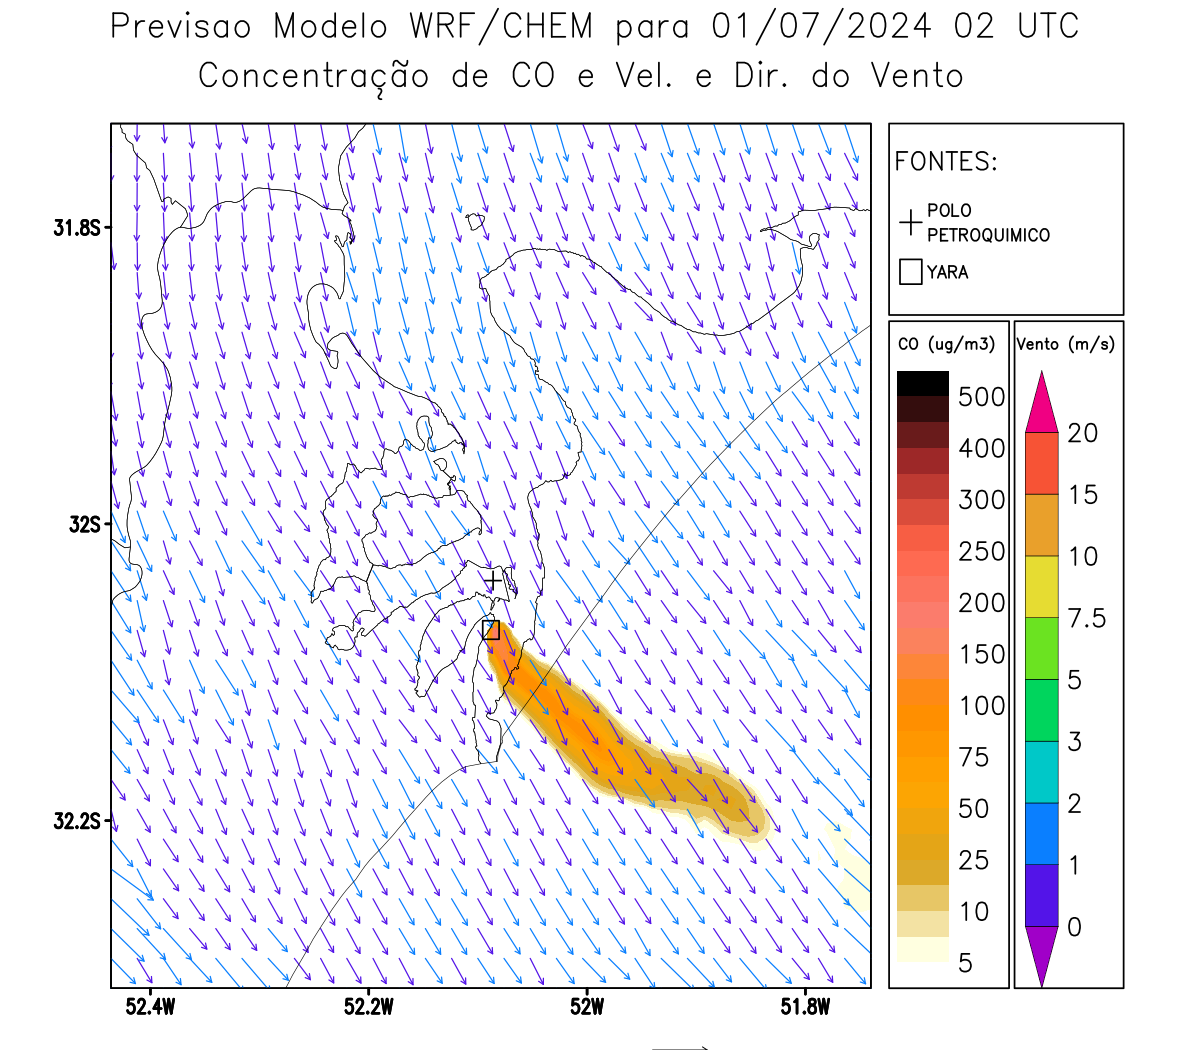 Previsao Modelo WRF/CHEM para 01/07/2024 02 UTC
Concentração de CO e Vel. e Dir. do Vento
FONTES:
POLO
PETROQUIMICO
YARA
CO (ug/m3)
500
400
300
250
200
150
100
75
50
25
10
5
Vento (m/s)
20
15
10
7.5
5
3
2
1
0
31.8S
32S
32.2S
52.4W
52.2W
52W
51.8W